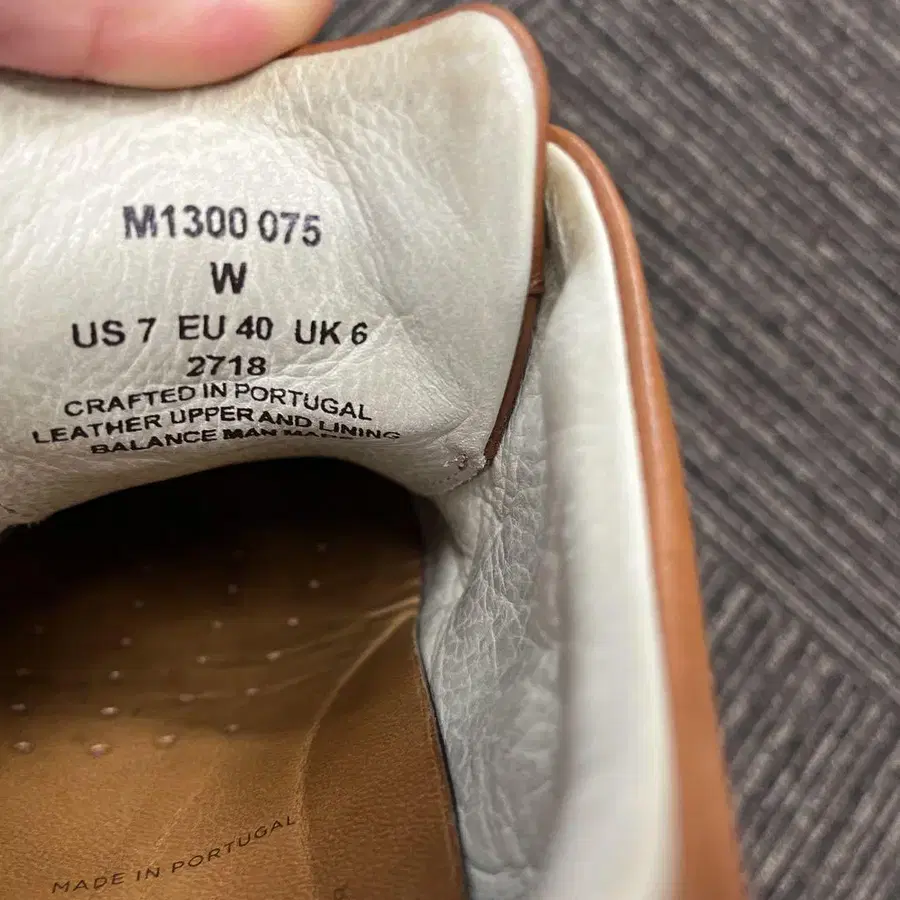 M1300 075
W
US 7 EU 40 UK 6
2718
CRAFTED IN PORTUGAL
LEATHER UPPER AND LINING
BALANCE MAN MADE
MADE IN PORTUGAL